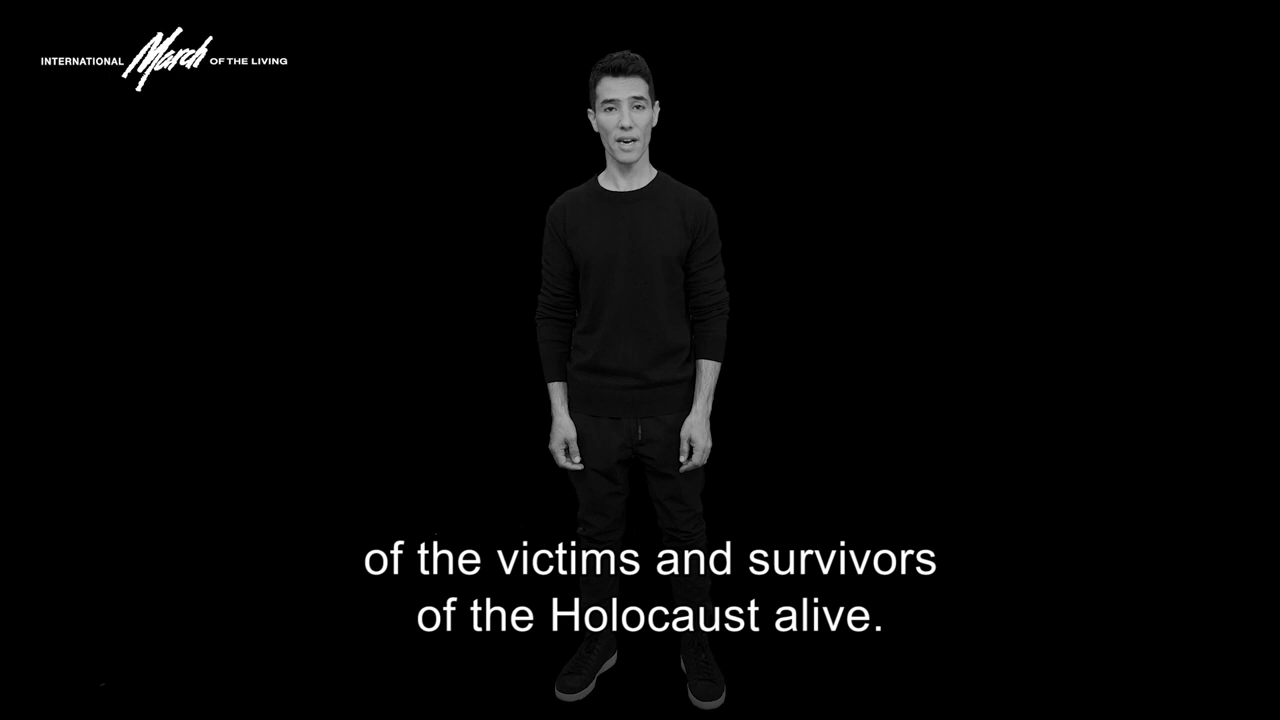 INTERNATIONAL March OF THE LIVING
of the victims and survivors
of the Holocaust alive.